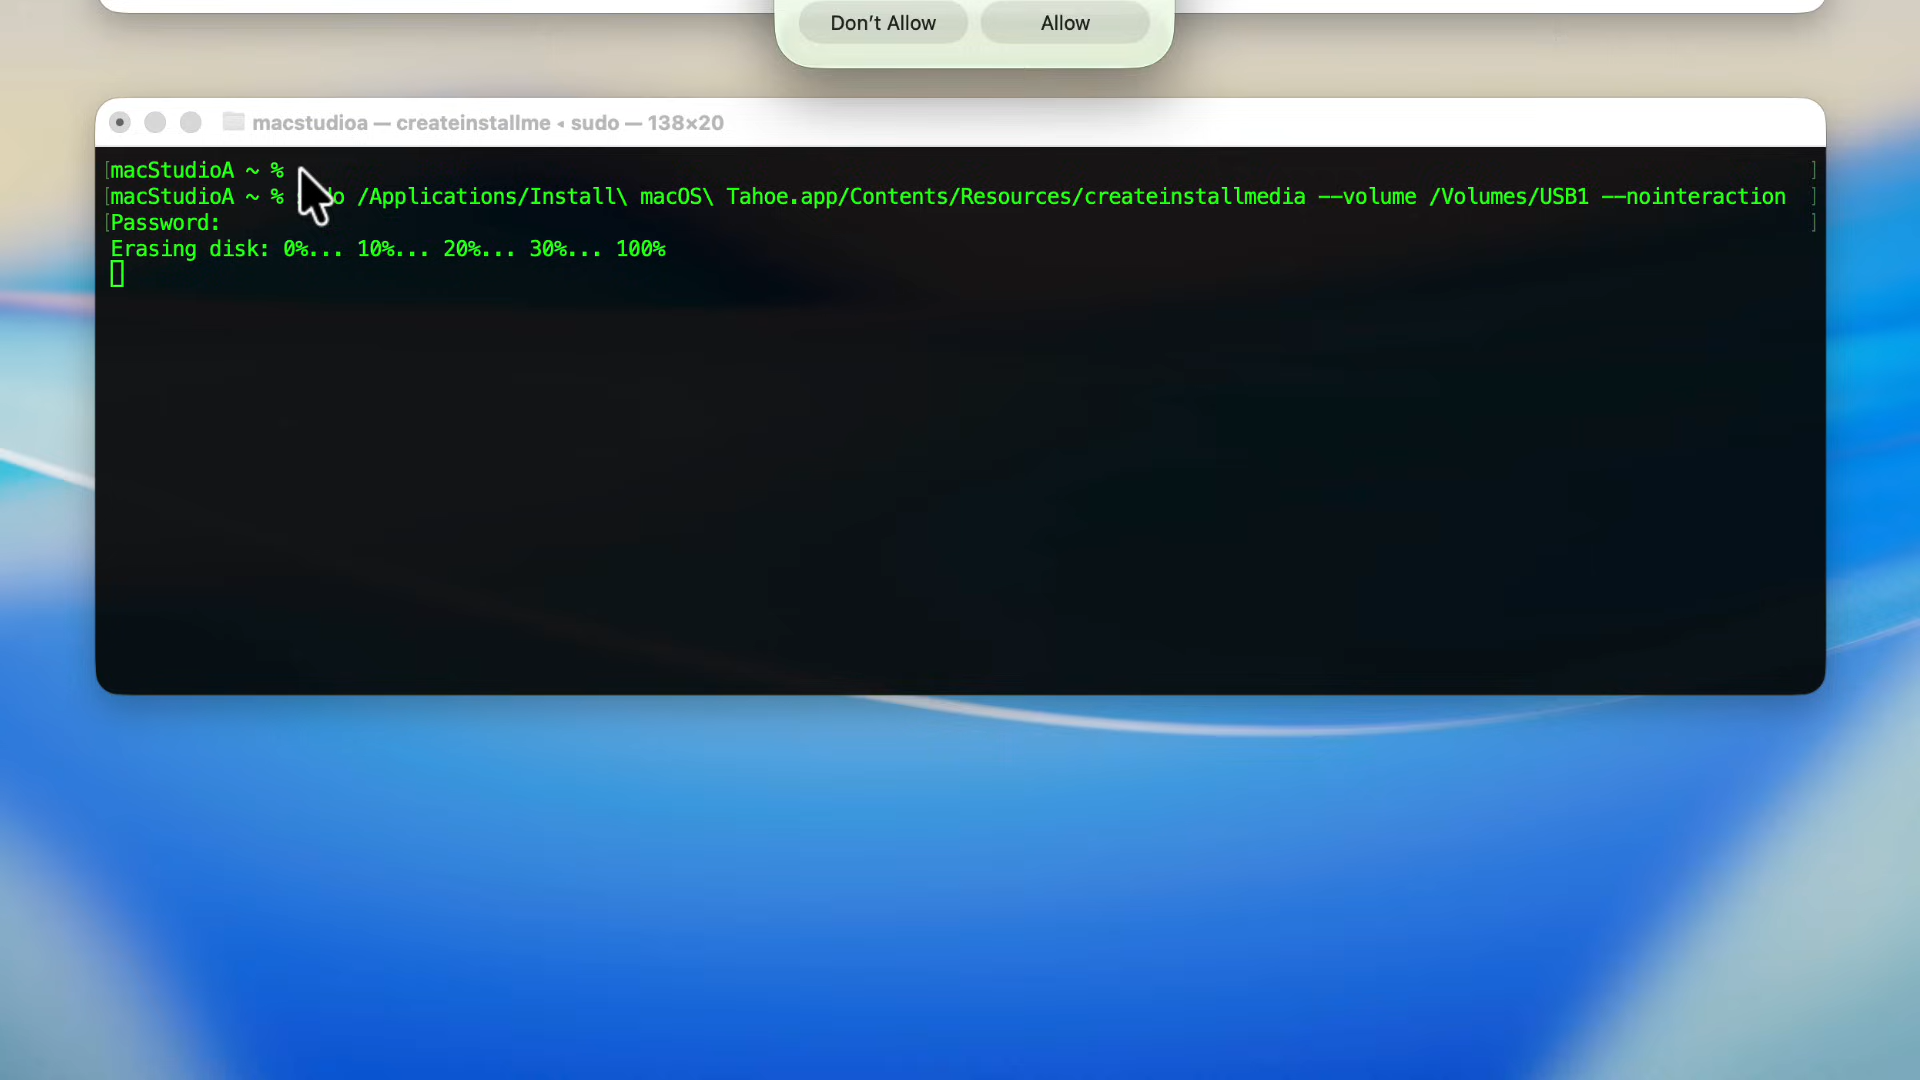 Don't Allow Allow
macstudioa — createinstallme ◂ sudo — 138×20
macStudioA ~ %
macStudioA ~ % do /Applications/Install\ macOS\ Tahoe.app/Contents/Resources/createinstallmedia --volume /Volumes/USB1 --nointeraction
Password:
Erasing disk: 0%... 10%... 20%... 30%... 100%